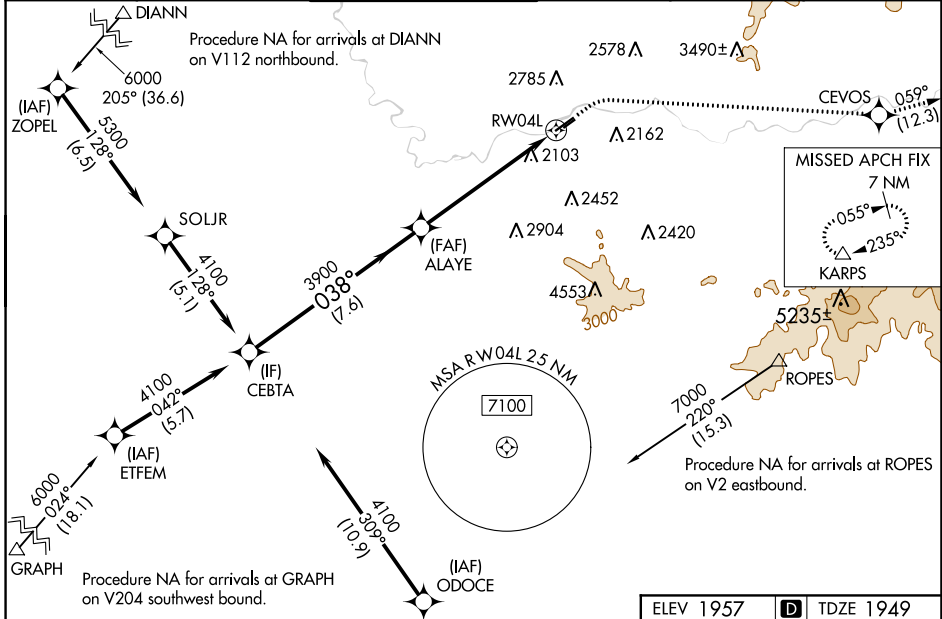 DIANN
Procedure NA for arrivals at DIANN
on V112 northbound.
6000
205° (36.6)
2578
3490±
2785
(IAF)
ZOPEL
5300
128°
(6.5)
RW04L
CEVOS
059°
(12.3)
2162
2103
MISSED APCH FIX
7 NM
055°
235°
KARPS
SOLJR
2452
2904
2420
(FAF)
ALAYE
4100
128°
(5.1)
3900
038°
(7.6)
4553
3000
5235±
(IF)
CEBTA
MSA RW04L 25 NM
7100
ROPES
7000
220°
(15.3)
4100
042°
(5.7)
(IAF)
ETFEM
Procedure NA for arrivals at ROPES
on V2 eastbound.
6000
024°
(18.1)
GRAPH
4100
309°
(10.9)
(IAF)
ODOCE
Procedure NA for arrivals at GRAPH
on V204 southwest bound.
ELEV 1957 D TDZE 1949